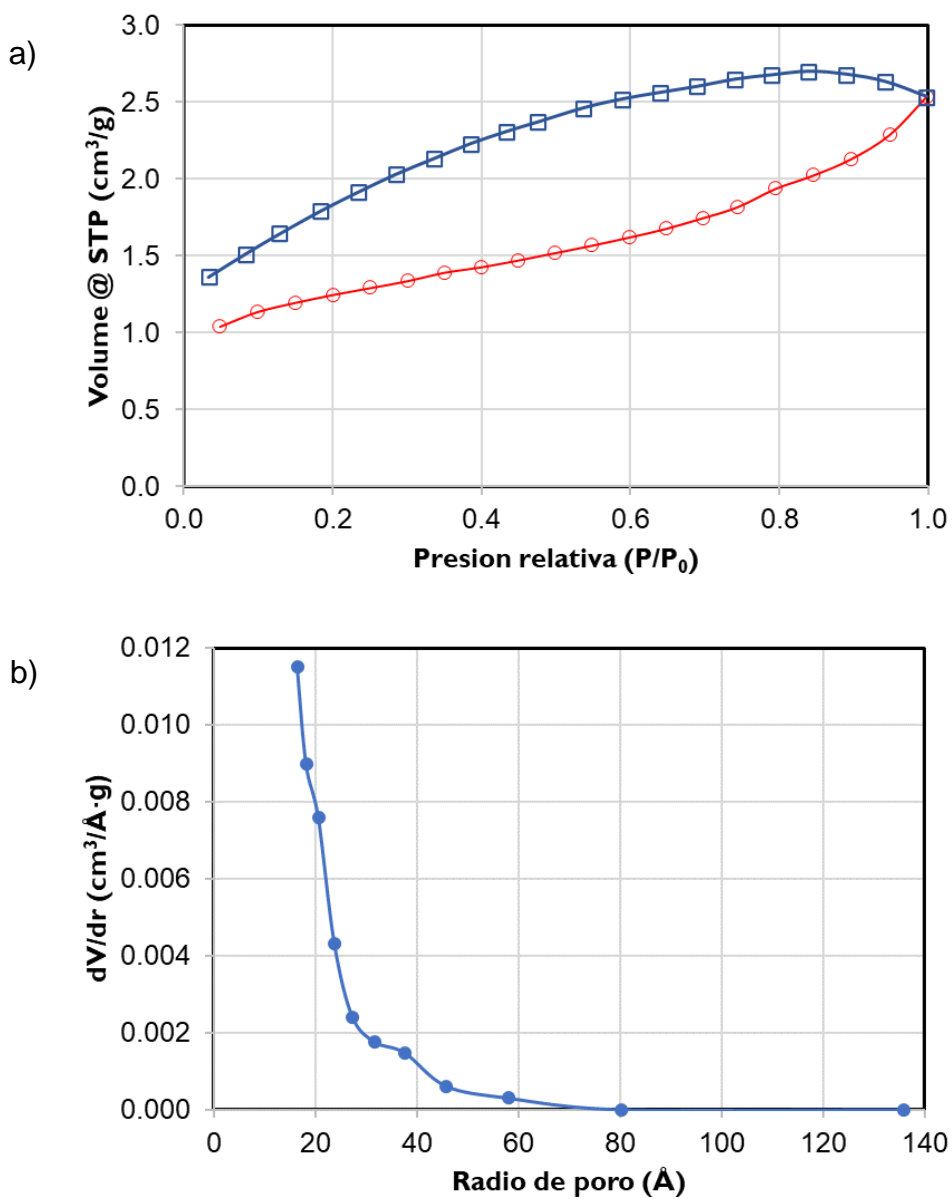 a)
Volume @ STP (cm³/g)
3.0
2.5
2.0
1.5
1.0
0.5
0.0
0.0 0.2 0.4 0.6 0.8 1.0
Presion relativa (P/P₀)
b)
dV/dr (cm³/Å·g)
0.012
0.010
0.008
0.006
0.004
0.002
0.000
0 20 40 60 80 100 120 140
Radio de poro (Å)